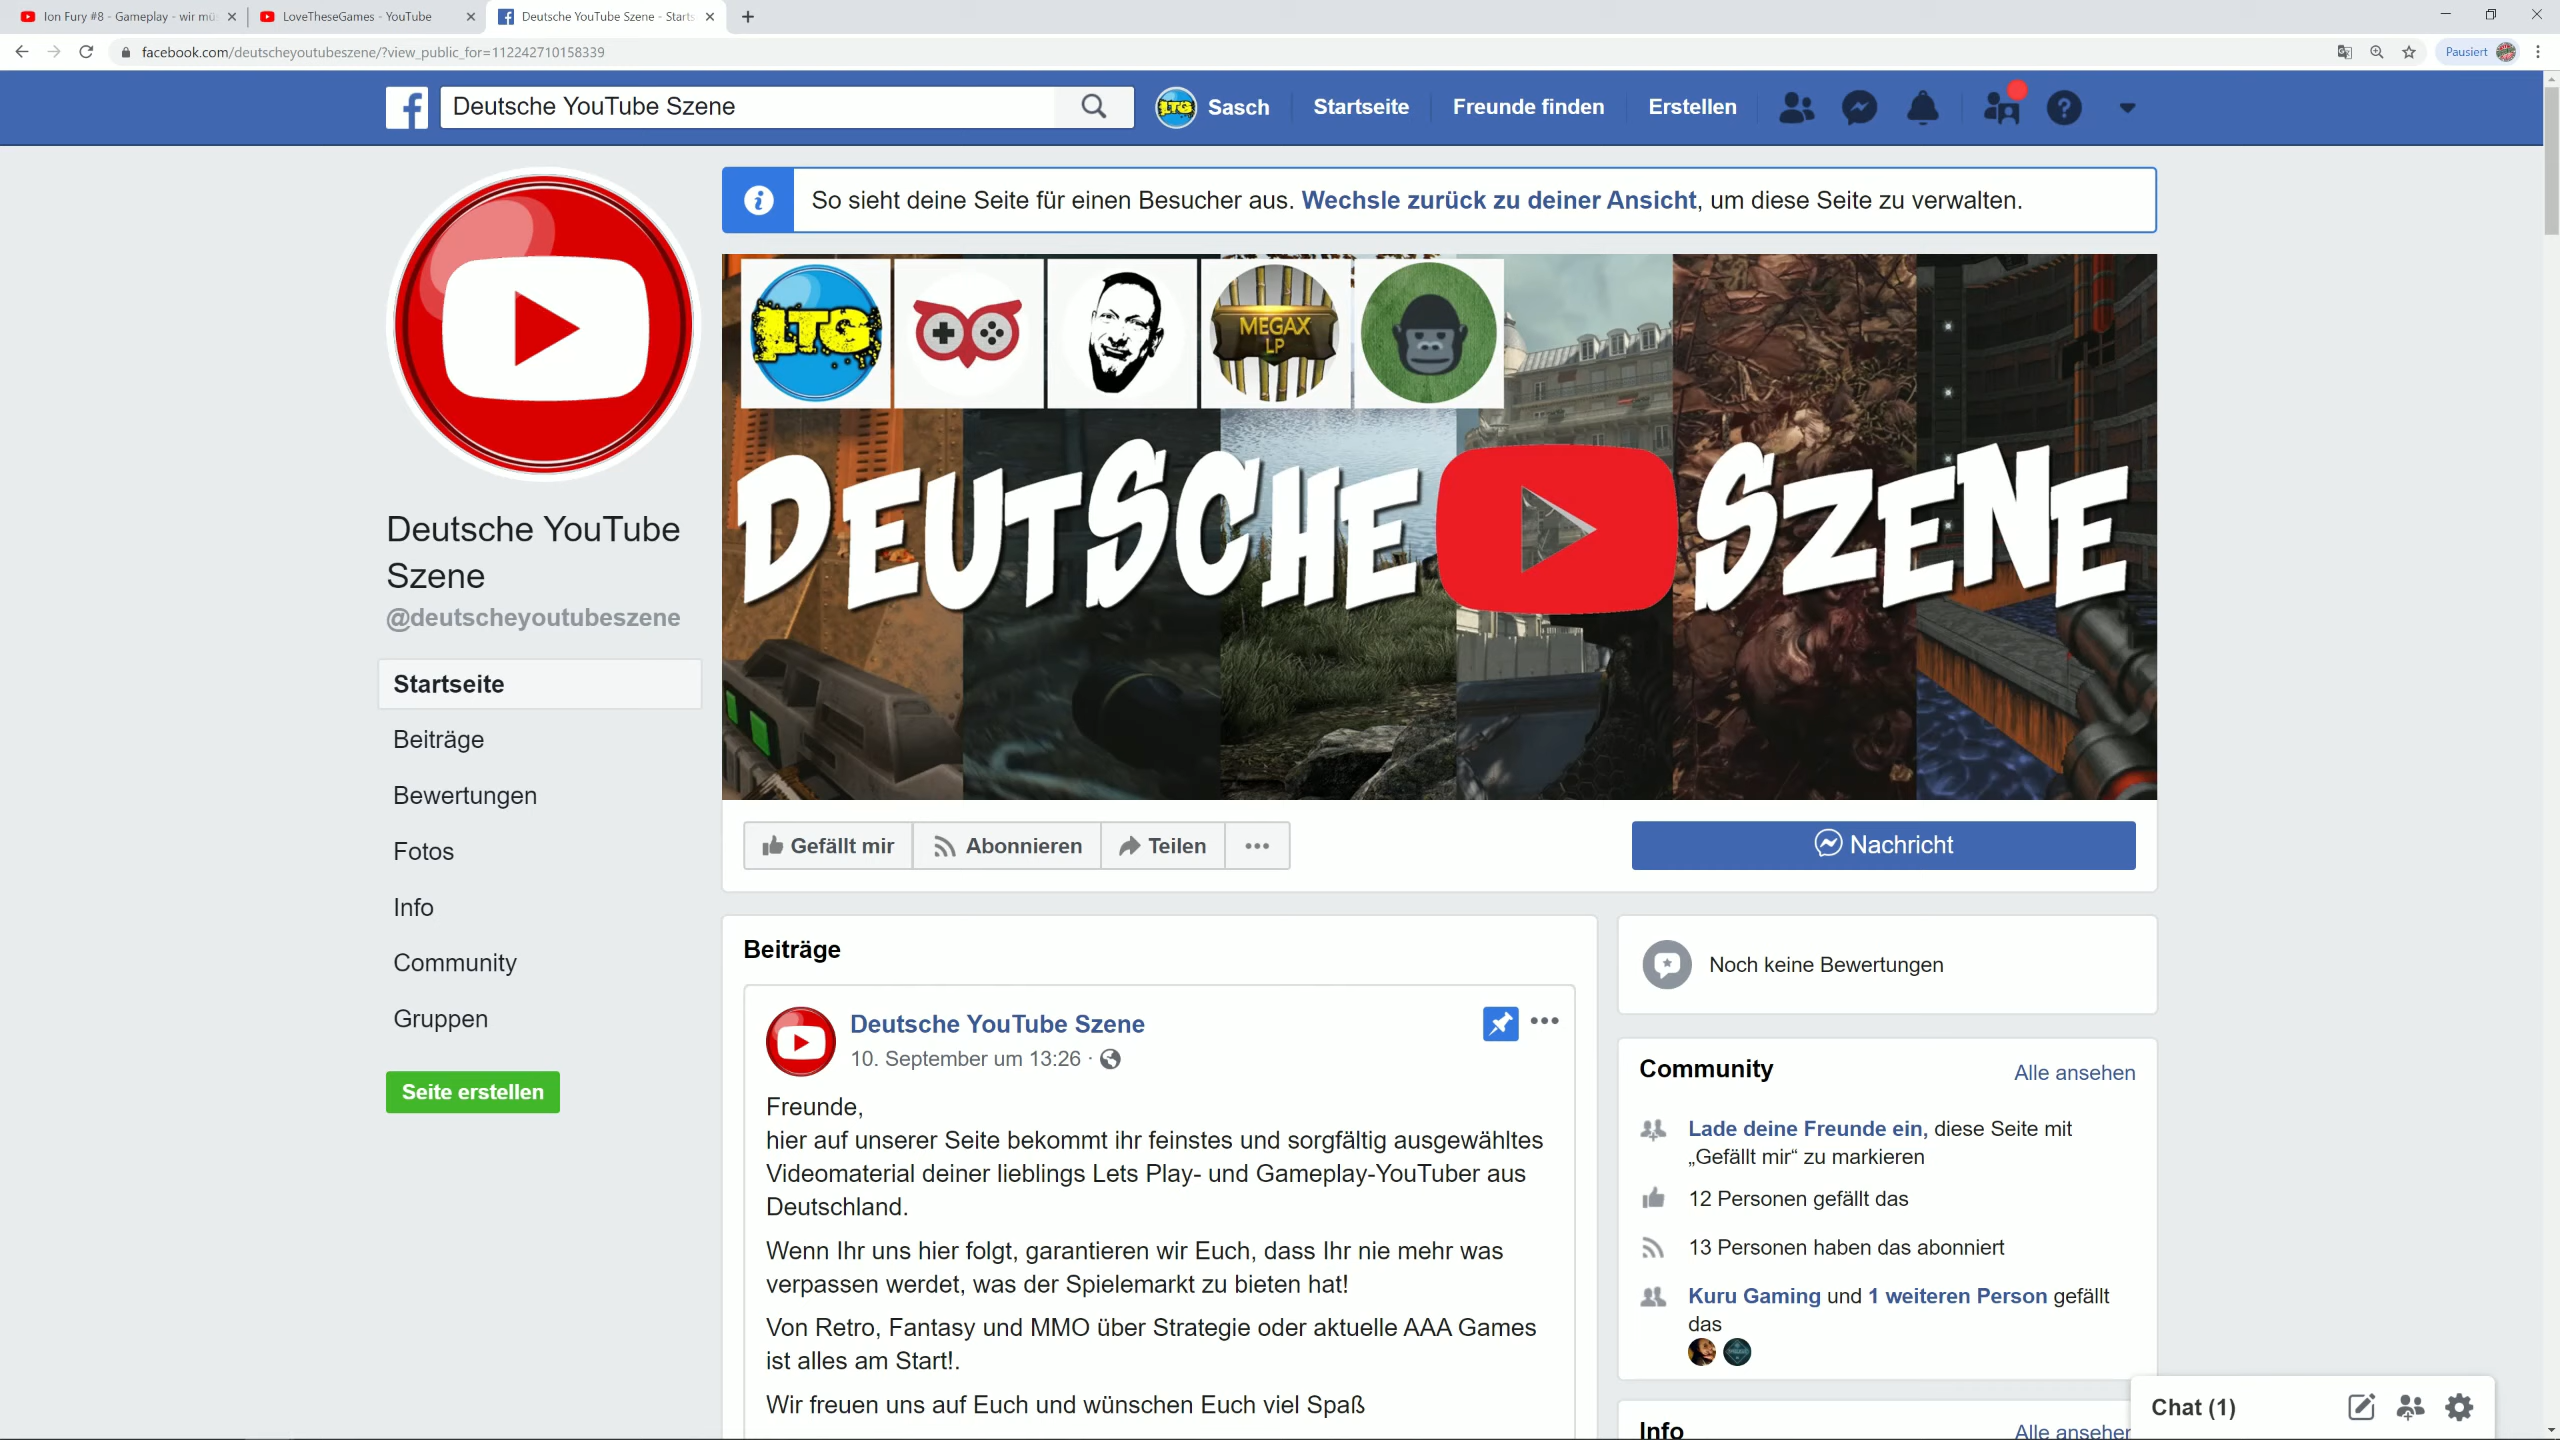 Ion Fury #8 - Gameplay - wir mü
LoveTheseGames - YouTube
Deutsche YouTube Szene - Starts
facebook.com/deutscheyoutubeszene/?view_public_for=112242710158339
Pausiert
Deutsche YouTube Szene
LTG
Sasch
Startseite
Freunde finden
Erstellen
So sieht deine Seite für einen Besucher aus. Wechsle zurück zu deiner Ansicht, um diese Seite zu verwalten.
LTG
MEGAX
LP
DEUTSCHE SZENE
Deutsche YouTube
Szene
@deutscheyoutubeszene
Startseite
Beiträge
Bewertungen
Fotos
Info
Community
Gruppen
Seite erstellen
Gefällt mir
Abonnieren
Teilen
Nachricht
Beiträge
Deutsche YouTube Szene
10. September um 13:26 ·
Freunde,
hier auf unserer Seite bekommt ihr feinstes und sorgfältig ausgewähltes
Videomaterial deiner lieblings Lets Play- und Gameplay-YouTuber aus
Deutschland.
Wenn Ihr uns hier folgt, garantieren wir Euch, dass Ihr nie mehr was
verpassen werdet, was der Spielemarkt zu bieten hat!
Von Retro, Fantasy und MMO über Strategie oder aktuelle AAA Games
ist alles am Start!.
Wir freuen uns auf Euch und wünschen Euch viel Spaß
Noch keine Bewertungen
Community
Alle ansehen
Lade deine Freunde ein, diese Seite mit
„Gefällt mir“ zu markieren
12 Personen gefällt das
13 Personen haben das abonniert
Kuru Gaming und 1 weiteren Person gefällt
das
Info
Alle ansehen
Chat (1)